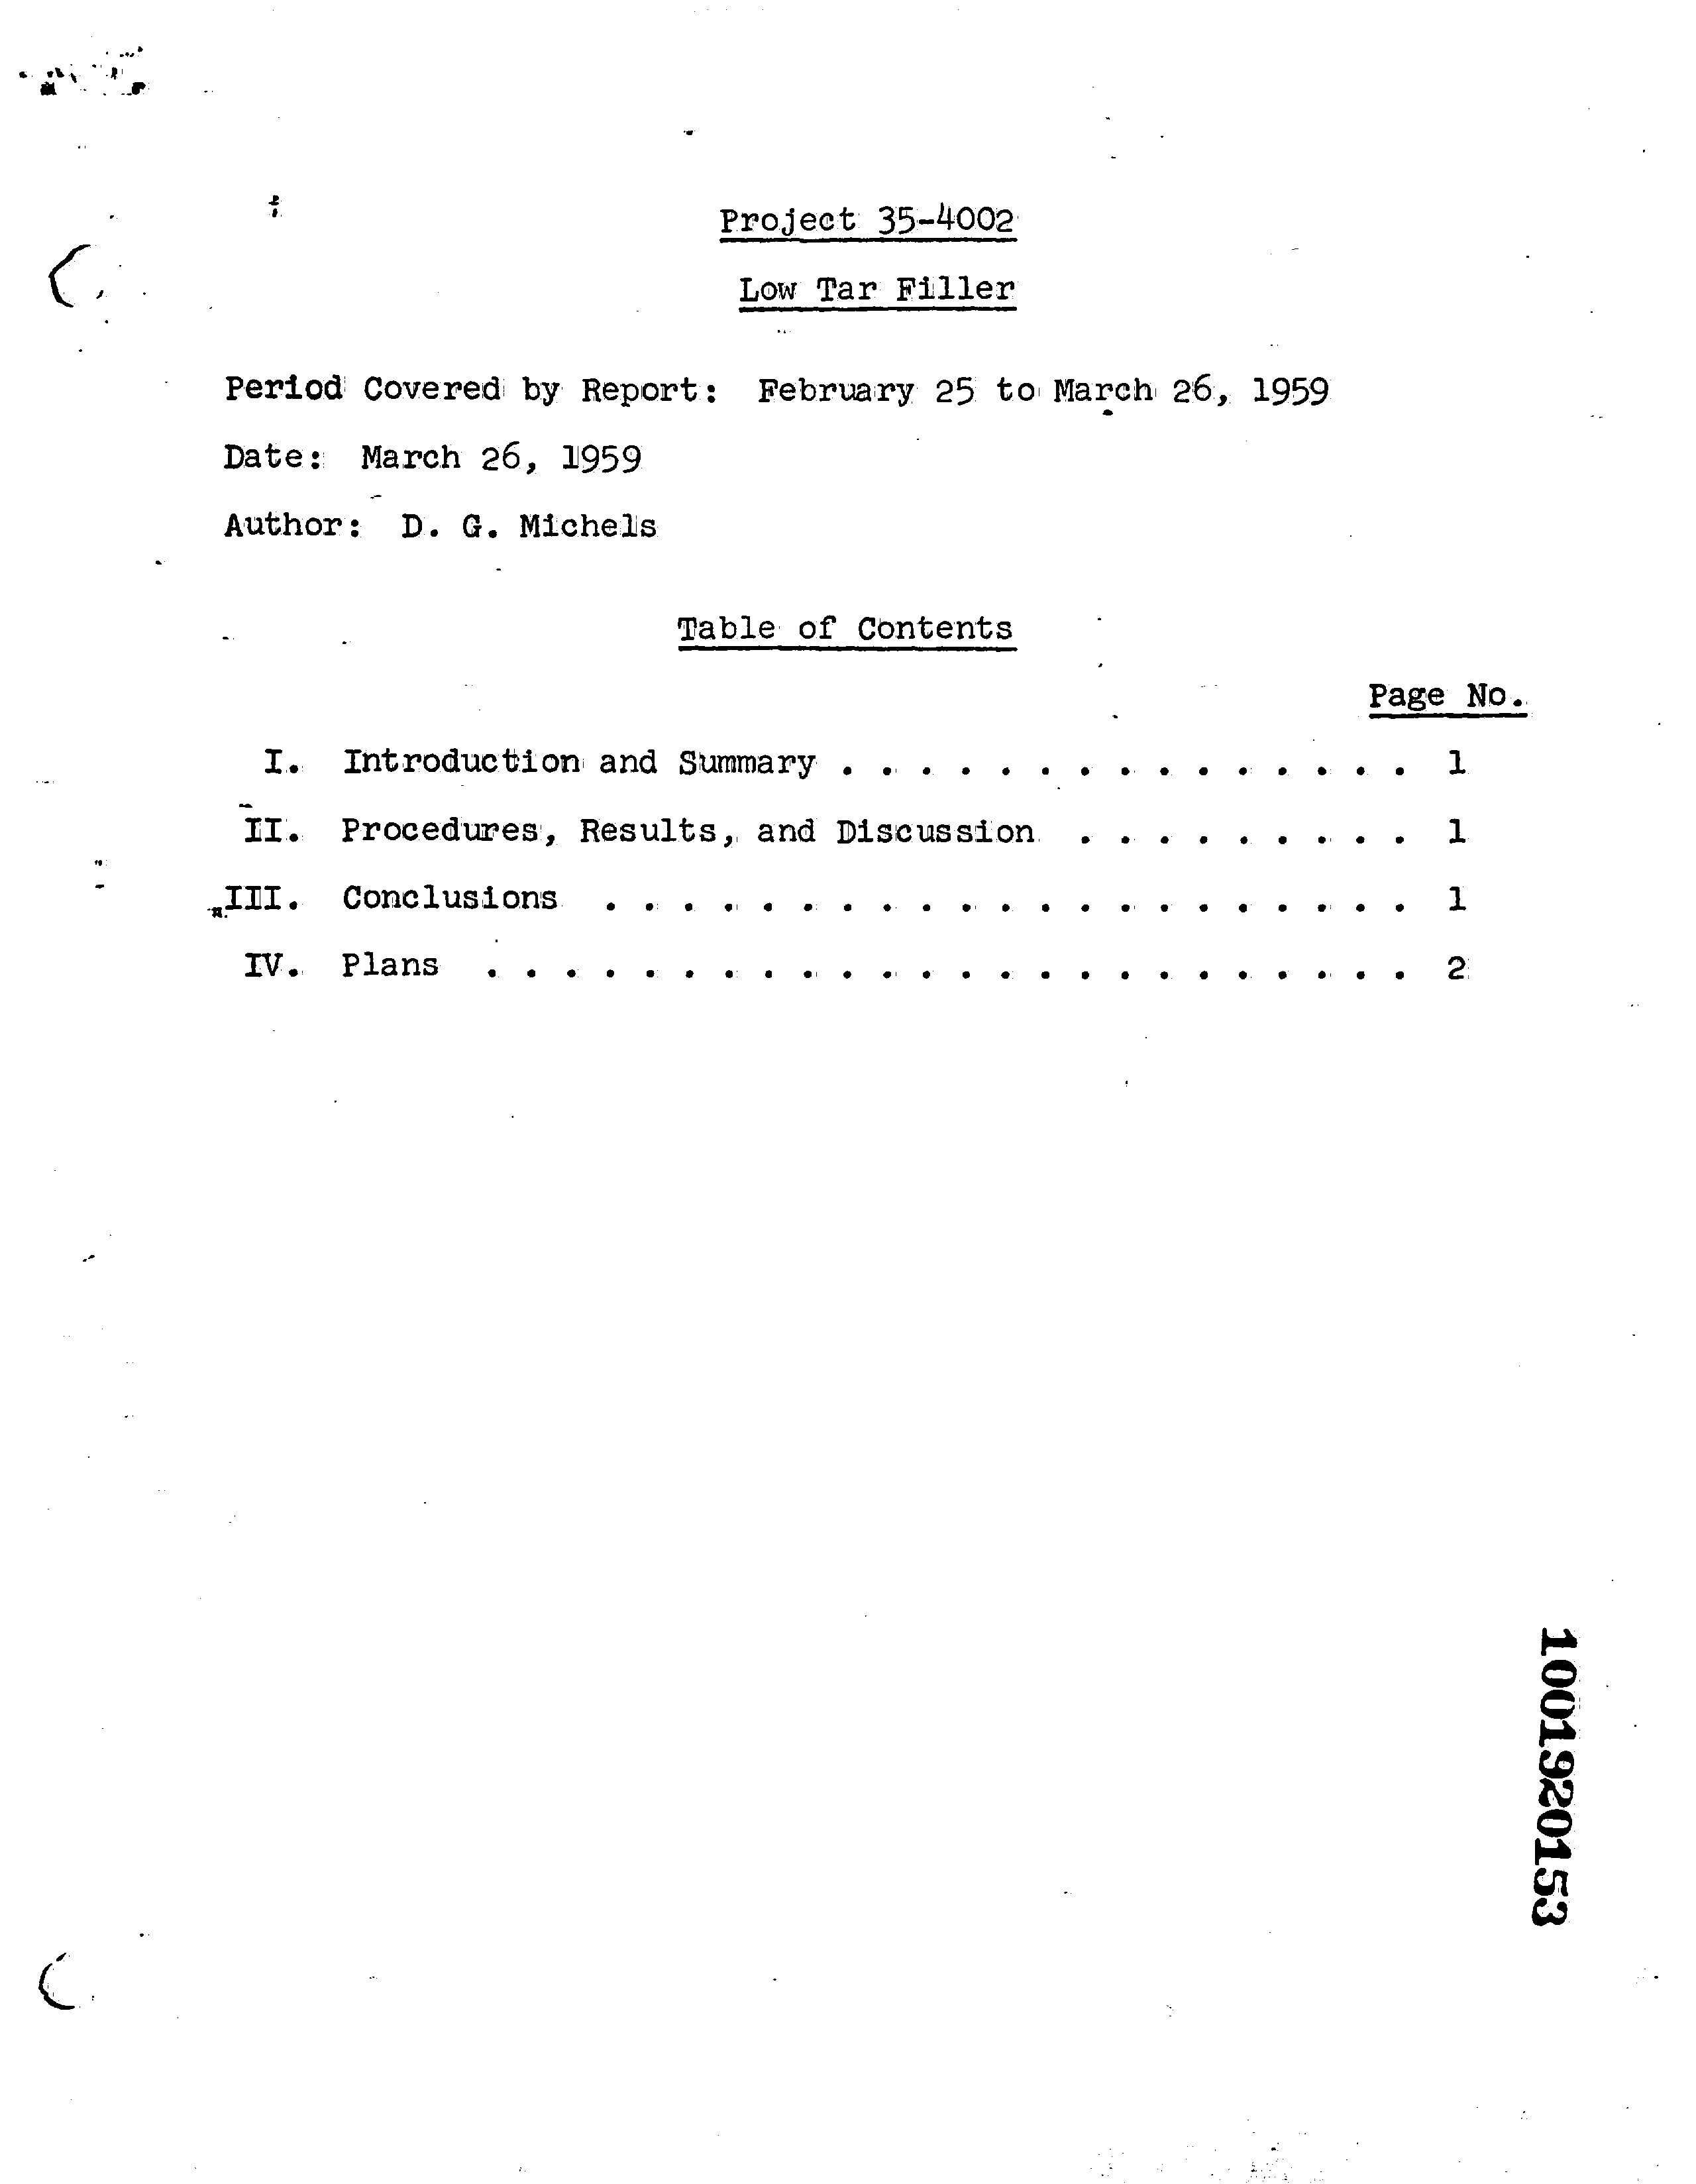 Project 35-4002
Low Tar Filler
Period Covered by Report: February 25 to March 26, 1959
Date: March 26, 1959
Author: D. G. Michels
Table of Contents
Page No.
I. Introduction and Summary . . . . . . . . . . . . . . . 1
II. Procedures, Results, and Discussion . . . . . . . . . 1
III. Conclusions . . . . . . . . . . . . . . . . . . . . . 1
IV. Plans . . . . . . . . . . . . . . . . . . . . . . . . 2
1001920153